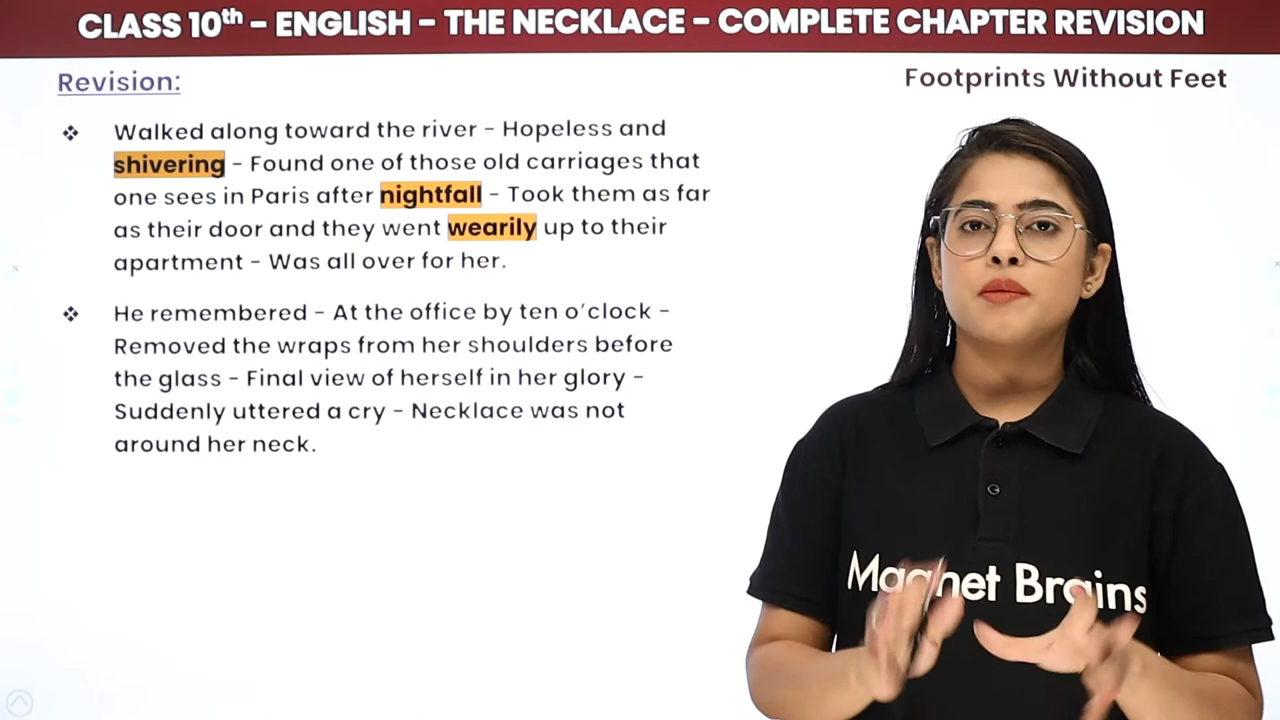 CLASS 10th – ENGLISH – THE NECKLACE – COMPLETE CHAPTER REVISION
Revision:
Footprints Without Feet
❖ Walked along toward the river – Hopeless and
shivering – Found one of those old carriages that
one sees in Paris after nightfall – Took them as far
as their door and they went wearily up to their
apartment – Was all over for her.
❖ He remembered – At the office by ten o’clock –
Removed the wraps from her shoulders before
the glass – Final view of herself in her glory –
Suddenly uttered a cry – Necklace was not
around her neck.
Magnet Brains